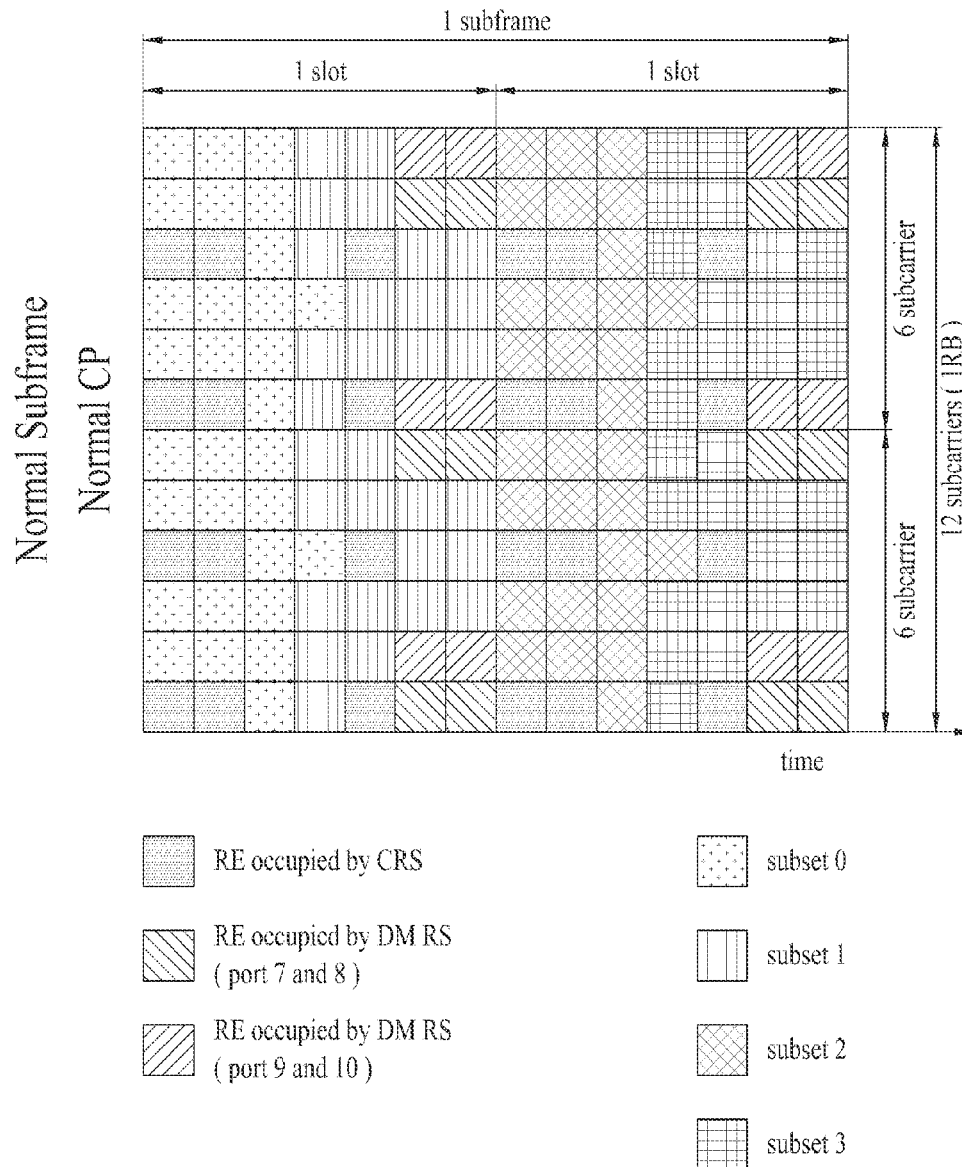 1 subframe
1 slot
1 slot
Normal Subframe
Normal CP
6 subcarrier
6 subcarrier
12 subcarriers ( 1RB )
time
RE occupied by CRS
RE occupied by DM RS
( port 7 and 8 )
RE occupied by DM RS
( port 9 and 10 )
subset 0
subset 1
subset 2
subset 3